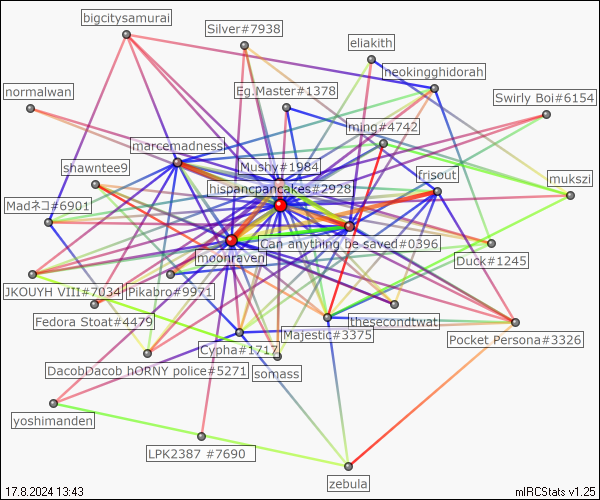 bigcitysamurai
Silver#7938
eliakith
neokingghidorah
normalwan
Eg.Master#1378
Swirly Boi#6154
ming#4742
marcemadness
Mushy#1984
shawntee9
hispancpancakes#2928
frisout
mukszi
Madネコ#6901
Can anything be saved#0396
moonraven
Duck#1245
JKOUYH VIII#7034
Pikabro#9971
Fedora Stoat#4479
thesecondtwat
Majestic#3375
Pocket Persona#3326
Cypha#1717
DacobDacob hORNY police#5271
somass
yoshimanden
LPK2387 #7690
zebula
17.8.2024 13:43
mIRCStats v1.25